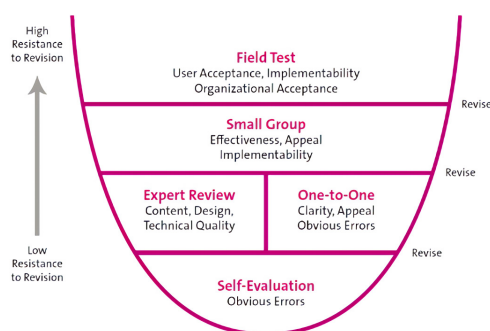 High
Resistance
to Revision
Field Test
User Acceptance, Implementability
Organizational Acceptance
Revise
Small Group
Effectiveness, Appeal
Implementability
Revise
Expert Review
Content, Design,
Technical Quality
One-to-One
Clarity, Appeal
Obvious Errors
Low
Resistance
to Revision
Revise
Self-Evaluation
Obvious Errors